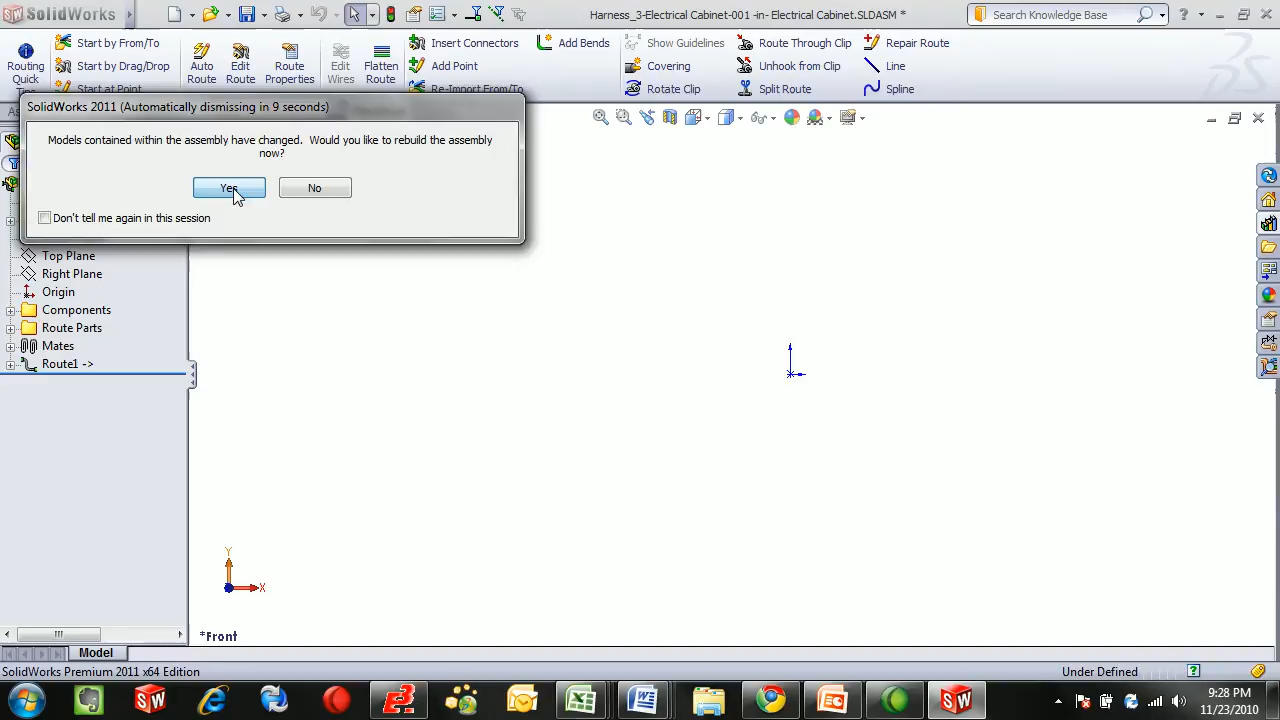 SolidWorks
Harness_3-Electrical Cabinet-001 -in- Electrical Cabinet.SLDASM *
Search Knowledge Base
?
Routing
Quick
Start by From/To
Start by Drag/Drop
Start at Point
Auto
Route
Edit
Route
Route
Properties
Edit
Wires
Flatten
Route
Insert Connectors
Add Point
Re-Import From/To
Add Bends
Show Guidelines
Covering
Rotate Clip
Route Through Clip
Unhook from Clip
Split Route
Repair Route
Line
Spline
SolidWorks 2011 (Automatically dismissing in 9 seconds)
Models contained within the assembly have changed. Would you like to rebuild the assembly
now?
Yes
No
Don't tell me again in this session
Top Plane
Right Plane
Origin
Components
Route Parts
Mates
Route1 ->
Y
X
*Front
Model
SolidWorks Premium 2011 x64 Edition
Under Defined
9:28 PM
11/23/2010